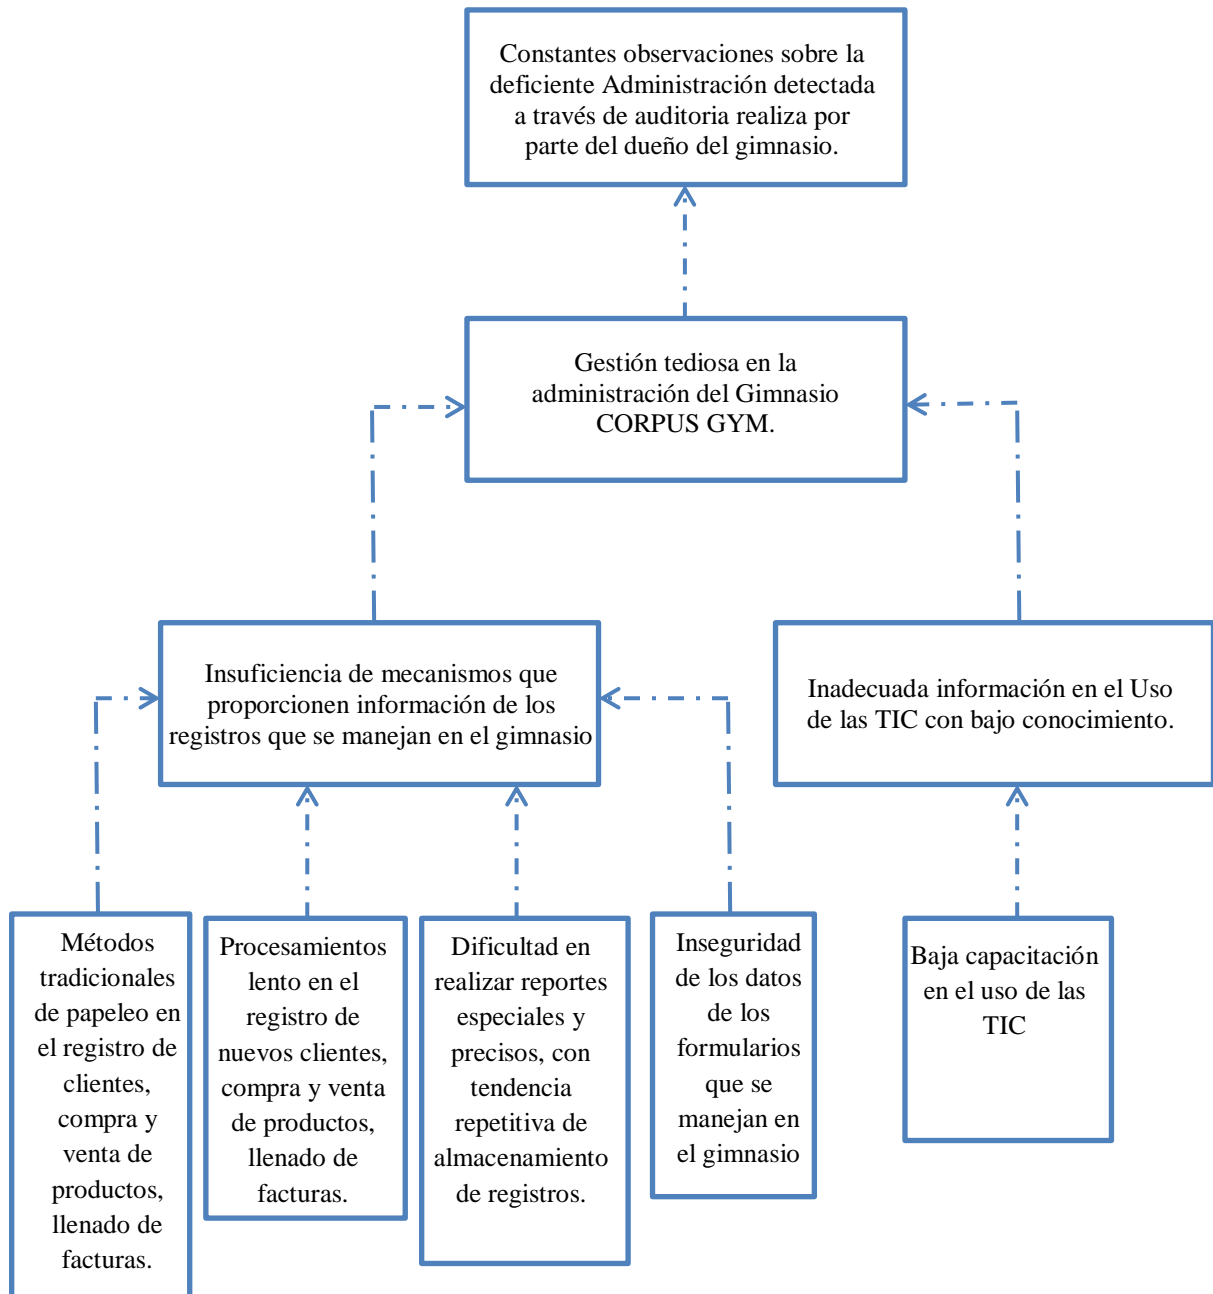 Constantes observaciones sobre la
deficiente Administración detectada
a través de auditoria realiza por
parte del dueño del gimnasio.
Gestión tediosa en la
administración del Gimnasio
CORPUS GYM.
Insuficiencia de mecanismos que
proporcionen información de los
registros que se manejan en el gimnasio
Inadecuada información en el Uso
de las TIC con bajo conocimiento.
Métodos
tradicionales
de papeleo en
el registro de
clientes,
compra y
venta de
productos,
llenado de
facturas.
Procesamientos
lento en el
registro de
nuevos clientes,
compra y venta
de productos,
llenado de
facturas.
Dificultad en
realizar reportes
especiales y
precisos, con
tendencia
repetitiva de
almacenamiento
de registros.
Inseguridad
de los datos
de los
formularios
que se
manejan en
el gimnasio
Baja capacitación
en el uso de las
TIC